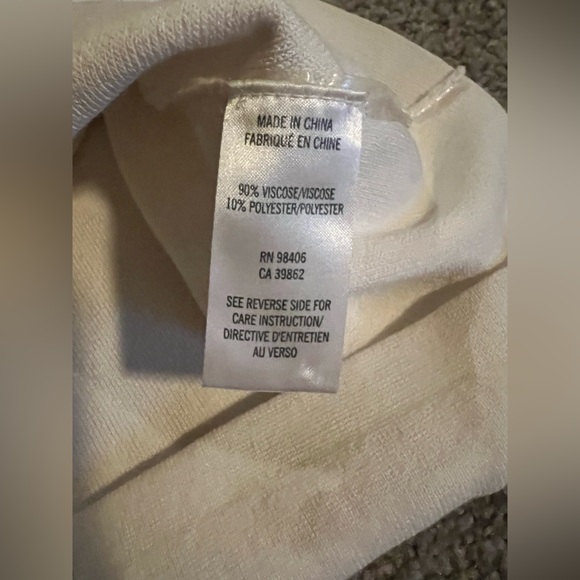 MADE IN CHINA
FABRIQUÉ EN CHINE
90% VISCOSE/VISCOSE
10% POLYESTER/POLYESTER
RN 98406
CA 39862
SEE REVERSE SIDE FOR
CARE INSTRUCTION/
DIRECTIVE D'ENTRETIEN
AU VERSO